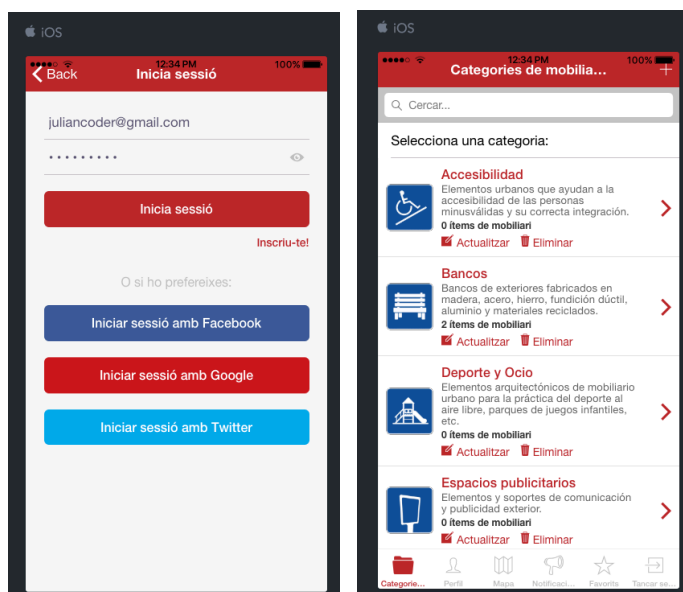 iOS
12:34 PM
100%
Back
Inicia sessió
juliancoder@gmail.com
Inicia sessió
Inscriu-te!
O si ho prefereixes:
Iniciar sessió amb Facebook
Iniciar sessió amb Google
Iniciar sessió amb Twitter
iOS
12:34 PM
100%
Categories de mobilia...
Cercar...
Selecciona una categoria:
Accesibilidad
Elementos urbanos que ayudan a la
accesibilidad de las personas
minusválidas y su correcta integración.
0 ítems de mobiliari
Actualitzar Eliminar
Bancos
Bancos de exteriores fabricados en
madera, acero, hierro, fundición dúctil,
aluminio y materiales reciclados.
2 ítems de mobiliari
Actualitzar Eliminar
Deporte y Ocio
Elementos arquitectónicos de mobiliario
urbano para la práctica del deporte al
aire libre, parques de juegos infantiles,
etc.
0 ítems de mobiliari
Actualitzar Eliminar
Espacios publicitarios
Elementos y soportes de comunicación
y publicidad exterior.
0 ítems de mobiliari
Actualitzar Eliminar
Categorie... Perfil Mapa Notificaci... Favorits Tancar se...